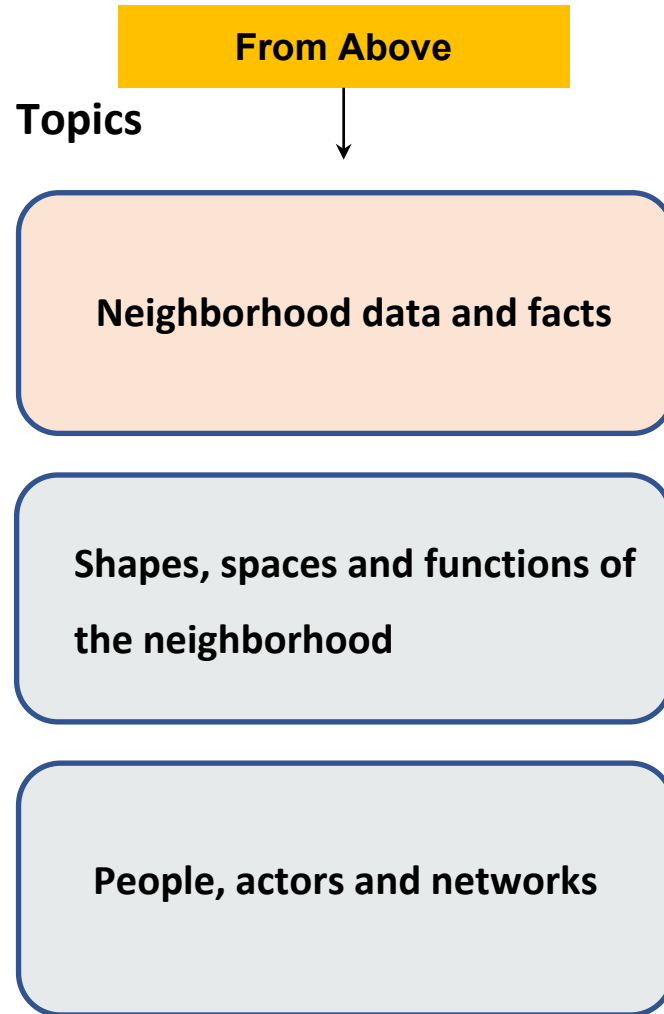 From Above
Topics
Neighborhood data and facts
Shapes, spaces and functions of
the neighborhood
People, actors and networks